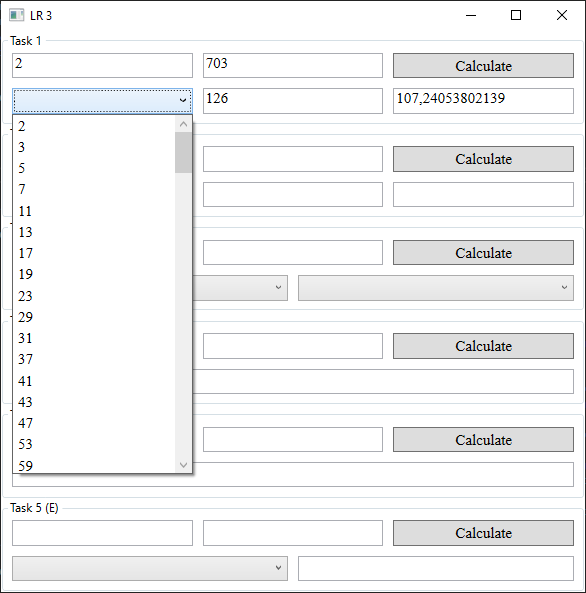 LR 3
Task 1
2 703 Calculate
126 107,24053802139
2
3
5
7
11
13
17
19
23
29
31
37
41
43
47
53
59
Calculate
Calculate
Calculate
Calculate
Task 5 (E)
Calculate